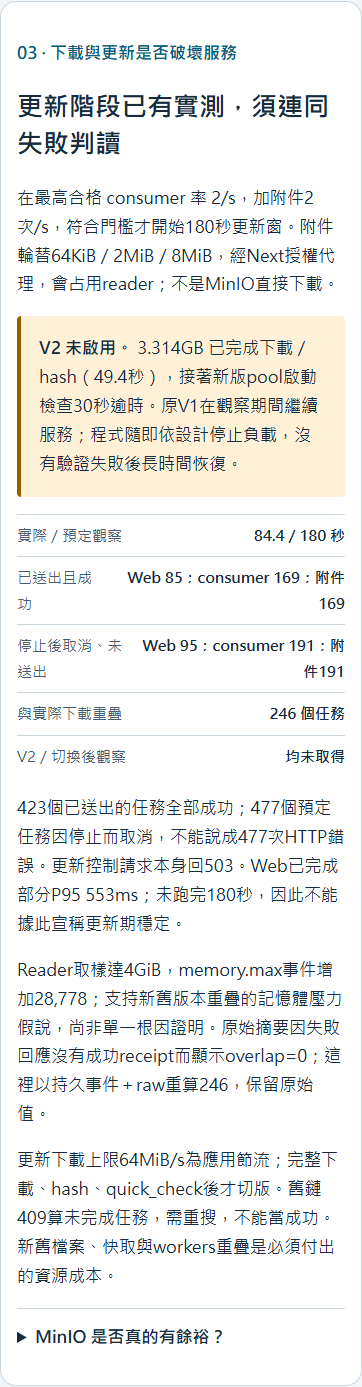 03 · 下載與更新是否破壞服務
更新階段已有實測，須連同
失敗判讀
在最高合格 consumer 率 2/s，加附件2
次/s，符合門檻才開始180秒更新窗。附件
輪替64KiB / 2MiB / 8MiB，經Next授權代
理，會占用reader；不是MinIO直接下載。
V2 未啟用。 3.314GB 已完成下載 /
hash（49.4秒），接著新版pool啟動
檢查30秒逾時。原V1在觀察期間繼續
服務；程式隨即依設計停止負載，沒
有驗證失敗後長時間恢復。
實際 / 預定觀察 84.4 / 180 秒
已送出且成 Web 85；consumer 169；附件
功 169
停止後取消、未 Web 95；consumer 191；附
送出 件191
與實際下載重疊 246 個任務
V2 / 切換後觀察 均未取得
423個已送出的任務全部成功；477個預定
任務因停止而取消，不能說成477次HTTP錯
誤。更新控制請求本身回503。Web已完成
部分P95 553ms；未跑完180秒，因此不能
據此宣稱更新期穩定。
Reader取樣達4GiB，memory.max事件增
加28,778；支持新舊版本重疊的記憶體壓力
假說，尚非單一根因證明。原始摘要因失敗
回應沒有成功receipt而顯示overlap=0；這
裡以持久事件＋raw重算246，保留原始
值。
更新下載上限64MiB/s為應用節流；完整下
載、hash、quick_check後才切版。舊鏈
409算未完成任務，需重搜，不能當成功。
新舊檔案、快取與workers重疊是必須付出
的資源成本。
▶ MinIO 是否真的有餘裕？